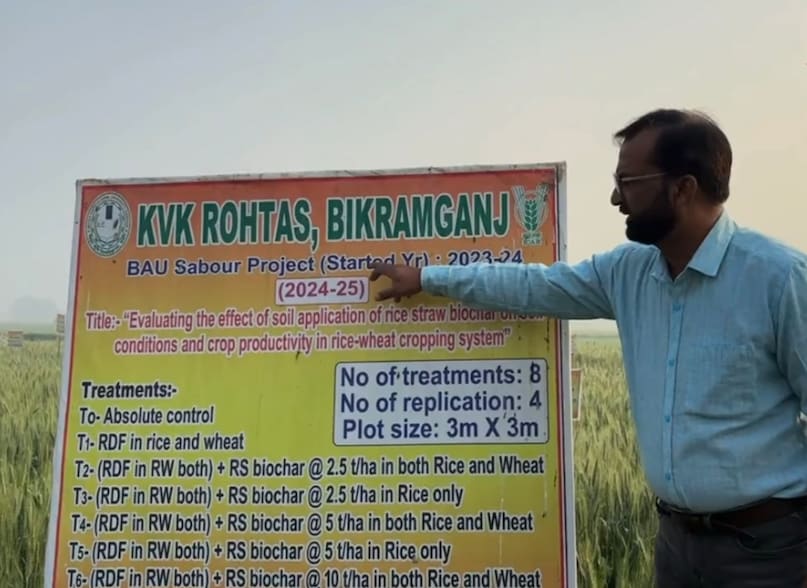 KVK ROHTAS, BIKRAMGANJ
BAU Sabour Project (Started Yr) : 2023-24
(2024-25)
Title:- "Evaluating the effect of soil application of rice straw biochar on soil
conditions and crop productivity in rice-wheat cropping system"
No of treatments: 8
No of replication: 4
Plot size: 3m X 3m
Treatments:-
To- Absolute control
T1- RDF in rice and wheat
T2- (RDF in RW both) + RS biochar @ 2.5 t/ha in both Rice and Wheat
T3- (RDF in RW both) + RS biochar @ 2.5 t/ha in Rice only
T4- (RDF in RW both) + RS biochar @ 5 t/ha in both Rice and Wheat
T5- (RDF in RW both) + RS biochar @ 5 t/ha in Rice only
T6- (RDF in RW both) + RS biochar @ 10 t/ha in both Rice and Wheat